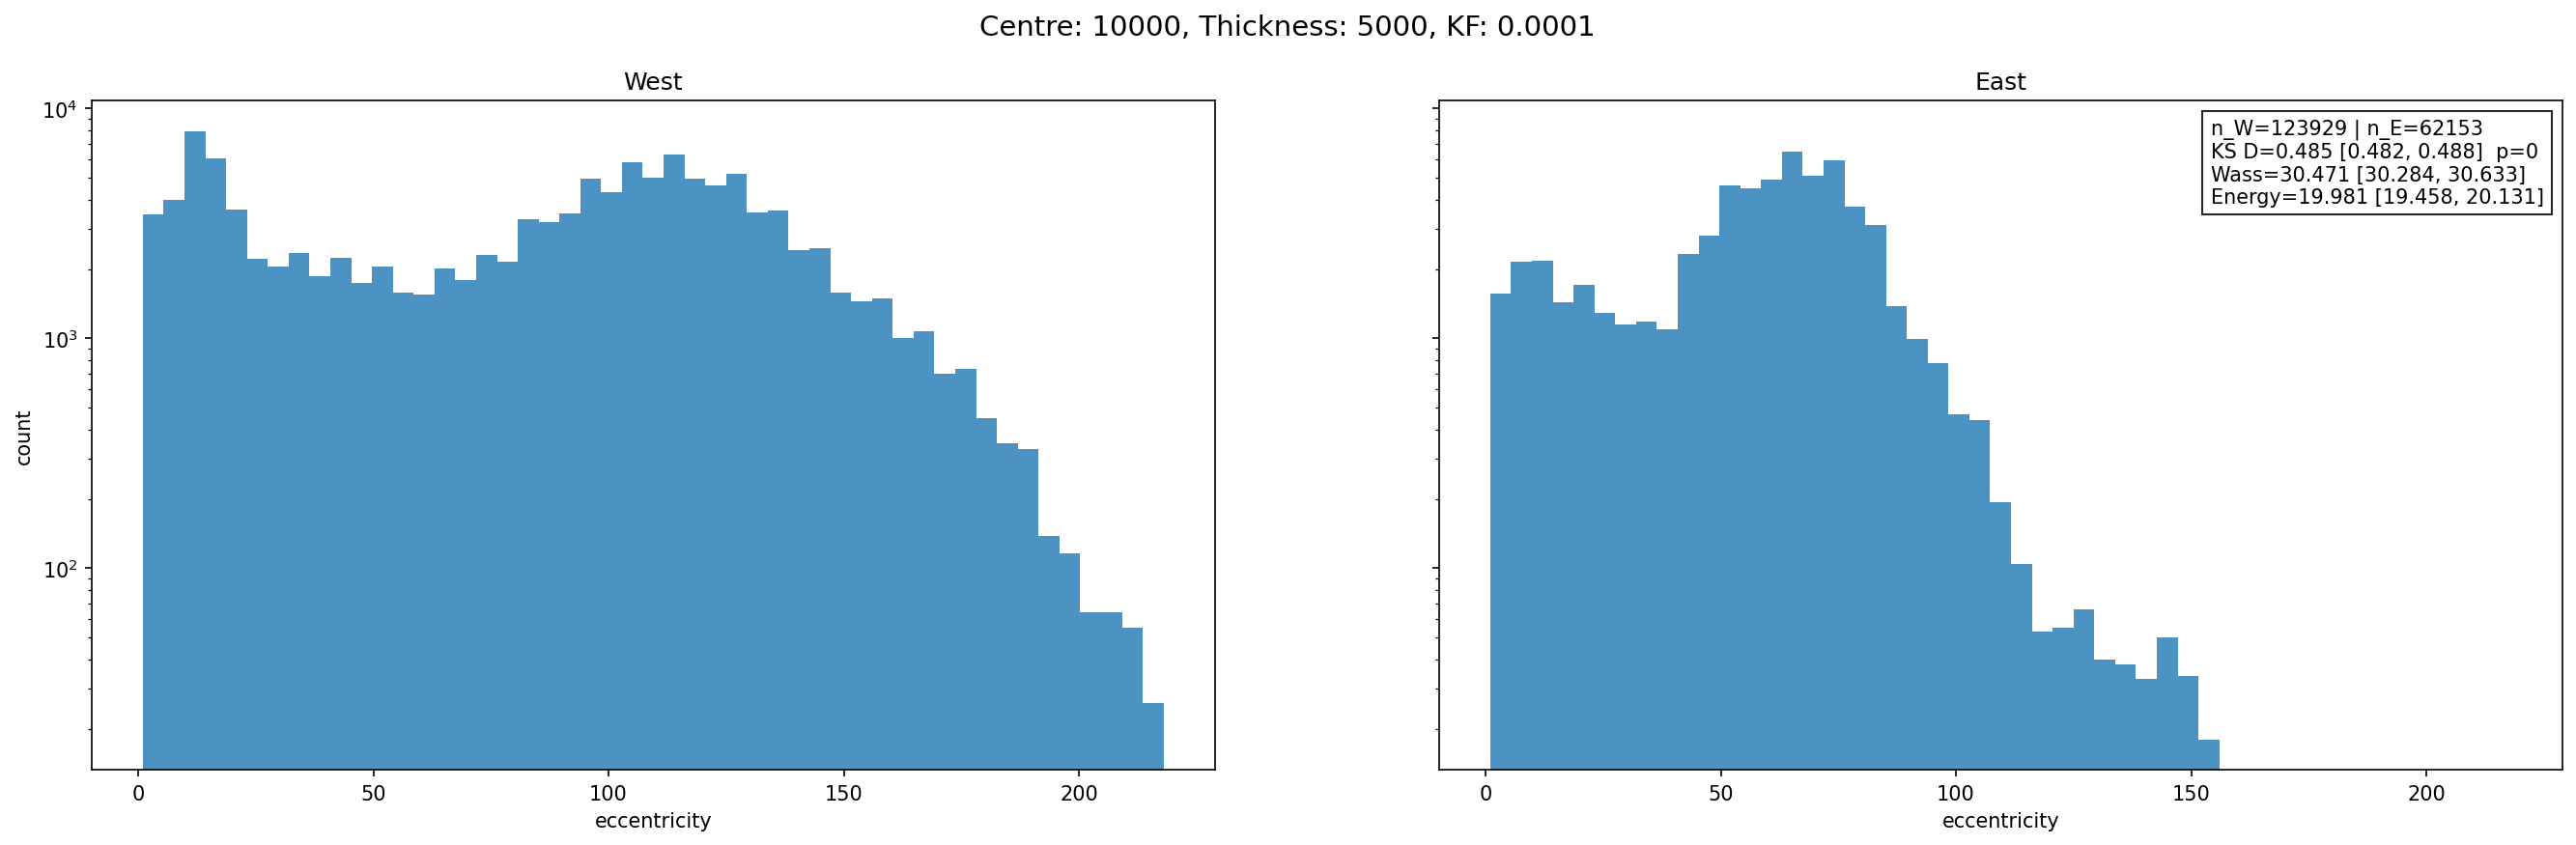 Centre: 10000, Thickness: 5000, KF: 0.0001
West
10⁴
10³
10²
count
0 50 100 150 200
eccentricity
East
n_W=123929 | n_E=62153
KS D=0.485 [0.482, 0.488]  p=0
Wass=30.471 [30.284, 30.633]
Energy=19.981 [19.458, 20.131]
0 50 100 150 200
eccentricity